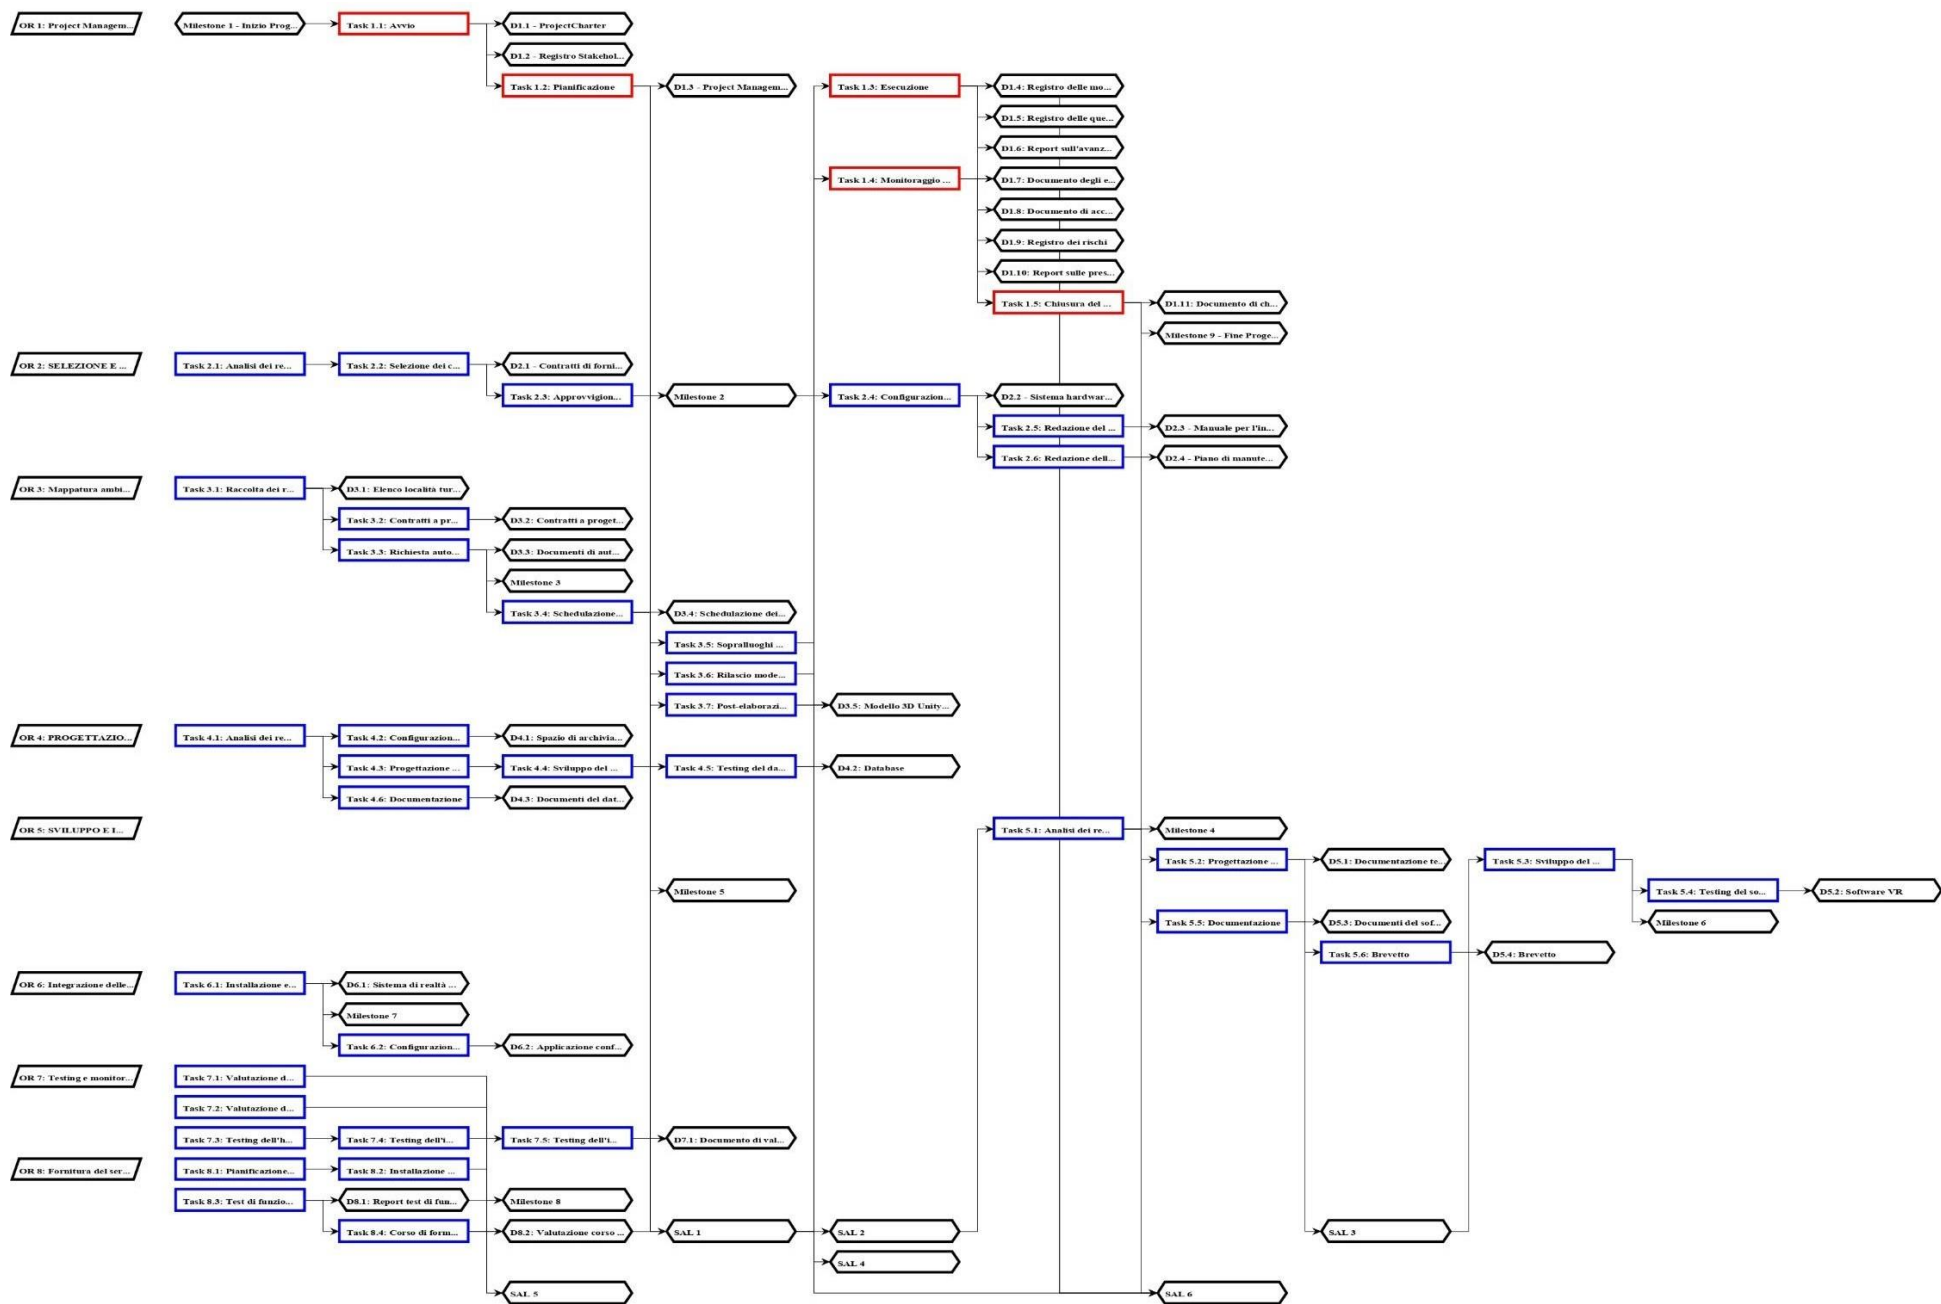 OR 1: Project Managem...
Milestone 1 - Inizio Prog...
Task 1.1: Avvio
D1.1 - ProjectCharter
D1.2 - Registro Stakehol...
Task 1.2: Pianificazione
D1.3 - Project Managem...
Task 1.3: Esecuzione
D1.4: Registro delle mo...
D1.5: Registro delle que...
D1.6: Report sull'avanz...
Task 1.4: Monitoraggio ...
D1.7: Documento degli e...
D1.8: Documento di acc...
D1.9: Registro dei rischi
D1.10: Report sulle pres...
Task 1.5: Chiusura del ...
D1.11: Documento di ch...
Milestone 9 - Fine Proge...
OR 2: SELEZIONE E ...
Task 2.1: Analisi dei re...
Task 2.2: Selezione dei c...
D2.1 - Contratti di forni...
Task 2.3: Approvvigion...
Milestone 2
Task 2.4: Configurazion...
D2.2 - Sistema hardwar...
Task 2.5: Redazione del ...
D2.3 - Manuale per l'in...
Task 2.6: Redazione dell...
D2.4 - Piano di manute...
OR 3: Mappatura ambi...
Task 3.1: Raccolta dei r...
D3.1: Elenco località tur...
Task 3.2: Contratti a pr...
D3.2: Contratti a proget...
Task 3.3: Richiesta auto...
D3.3: Documenti di aut...
Milestone 3
Task 3.4: Schedulazione...
D3.4: Schedulazione dei...
Task 3.5: Sopralluoghi ...
Task 3.6: Rilascio mode...
Task 3.7: Post-elaborazi...
D3.5: Modello 3D Unity...
OR 4: PROGETTAZIO...
Task 4.1: Analisi dei re...
Task 4.2: Configurazion...
D4.1: Spazio di archivia...
Task 4.3: Progettazione ...
Task 4.4: Sviluppo del ...
Task 4.5: Testing del da...
D4.2: Database
Task 4.6: Documentazione
D4.3: Documenti del dat...
OR 5: SVILUPPO E I...
Task 5.1: Analisi dei re...
Milestone 4
Task 5.2: Progettazione ...
D5.1: Documentazione te...
Task 5.3: Sviluppo del ...
Milestone 5
Task 5.4: Testing del so...
D5.2: Software VR
Task 5.5: Documentazione
D5.3: Documenti del sof...
Milestone 6
Task 5.6: Brevetto
D5.4: Brevetto
OR 6: Integrazione delle...
Task 6.1: Installazione e...
D6.1: Sistema di realtà ...
Milestone 7
Task 6.2: Configurazion...
D6.2: Applicazione conf...
OR 7: Testing e monitor...
Task 7.1: Valutazione d...
Task 7.2: Valutazione d...
Task 7.3: Testing dell'h...
Task 7.4: Testing dell'i...
Task 7.5: Testing dell'i...
D7.1: Documento di val...
OR 8: Fornitura del ser...
Task 8.1: Pianificazione...
Task 8.2: Installazione ...
Task 8.3: Test di funzio...
D8.1: Report test di fun...
Milestone 8
Task 8.4: Corso di form...
D8.2: Valutazione corso ...
SAL 1
SAL 2
SAL 3
SAL 4
SAL 5
SAL 6